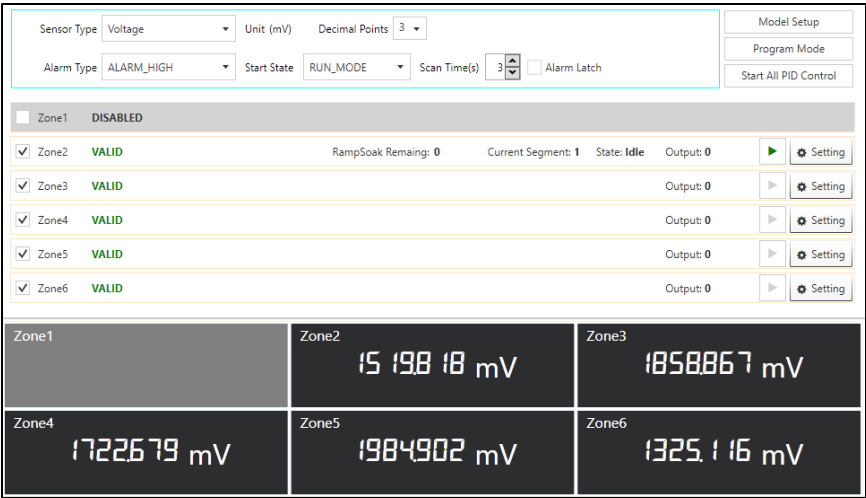 Sensor Type Voltage Unit (mV) Decimal Points 3
Model Setup
Program Mode
Alarm Type ALARM_HIGH Start State RUN_MODE Scan Time(s) 3 Alarm Latch
Start All PID Control
Zone1 DISABLED
Zone2 VALID RampSoak Remaing: 0 Current Segment: 1 State: Idle Output: 0 Setting
Zone3 VALID Output: 0 Setting
Zone4 VALID Output: 0 Setting
Zone5 VALID Output: 0 Setting
Zone6 VALID Output: 0 Setting
Zone1 Zone2 Zone3
1519.818 mV 1858.867 mV
Zone4 Zone5 Zone6
1722.679 mV 1984.902 mV 1325.116 mV